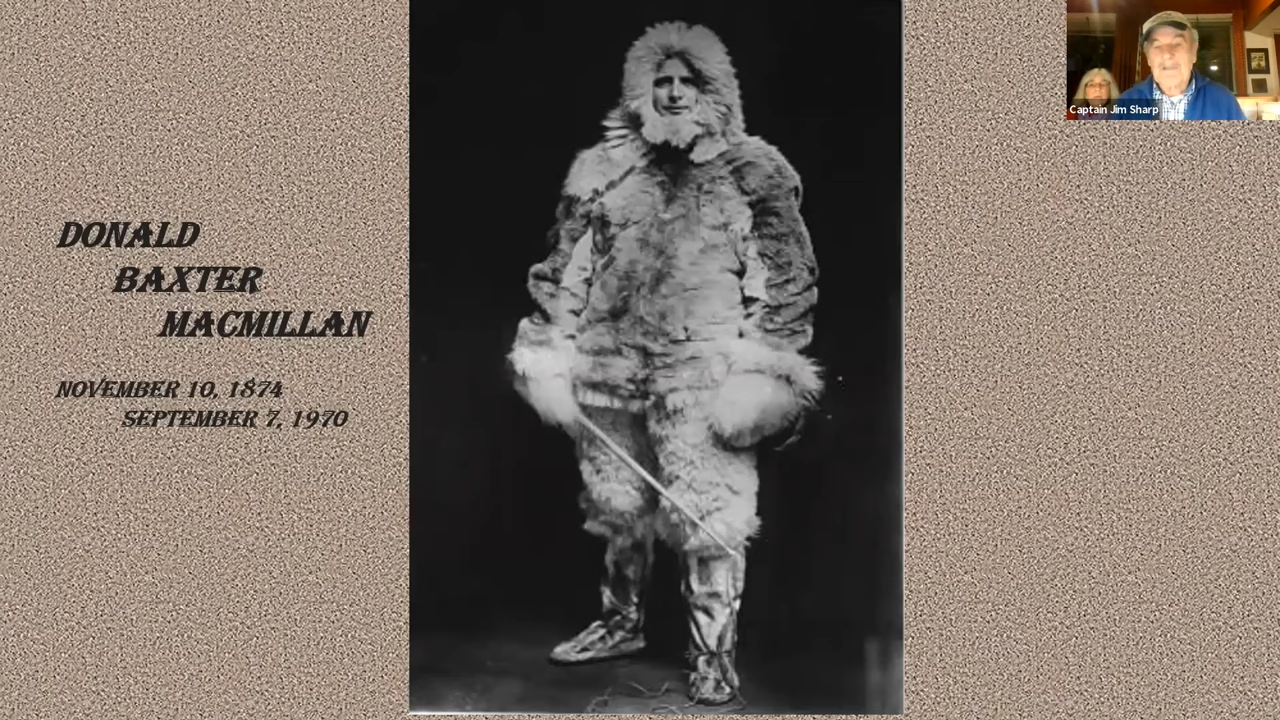 DONALD
BAXTER
MACMILLAN
NOVEMBER 10, 1874
SEPTEMBER 7, 1970
Captain Jim Sharp